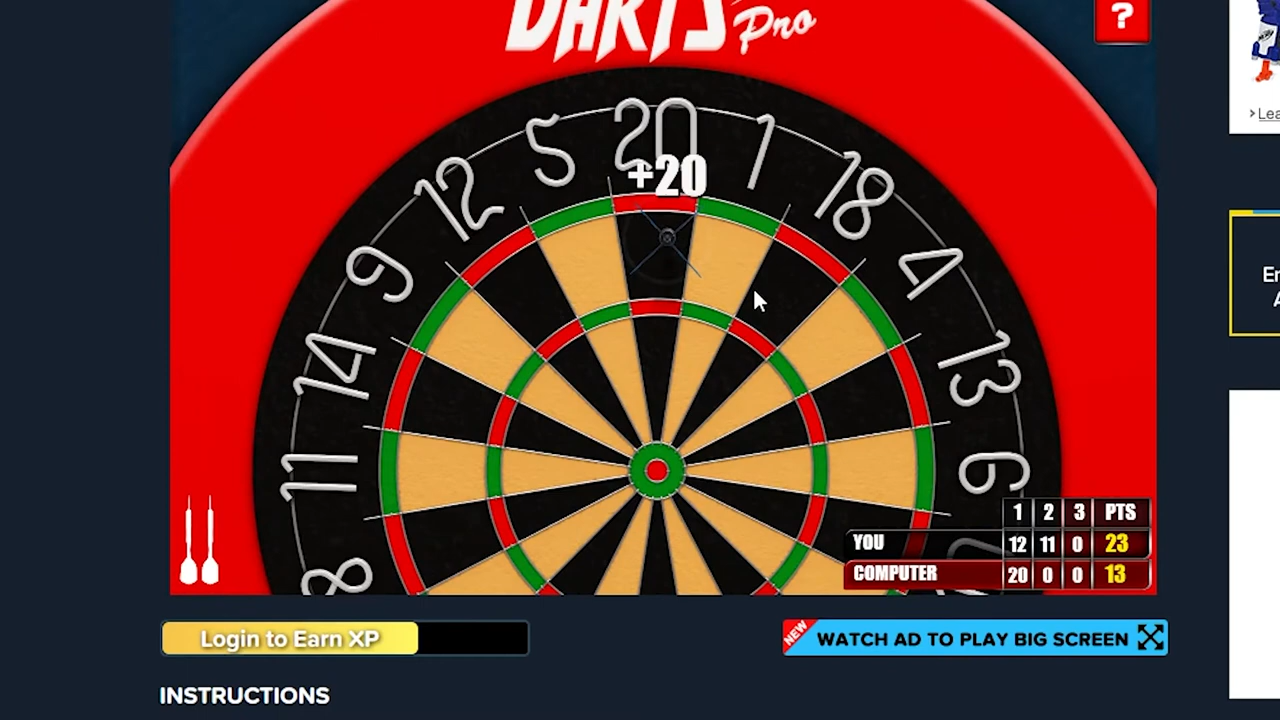 DARTS Pro
?
5 20 1
12 18
+20
9 4
> Lea
14 13
11 6
8
1 2 3 PTS
YOU 12 11 0 23
COMPUTER 20 0 0 13
Login to Earn XP
NEW WATCH AD TO PLAY BIG SCREEN
INSTRUCTIONS